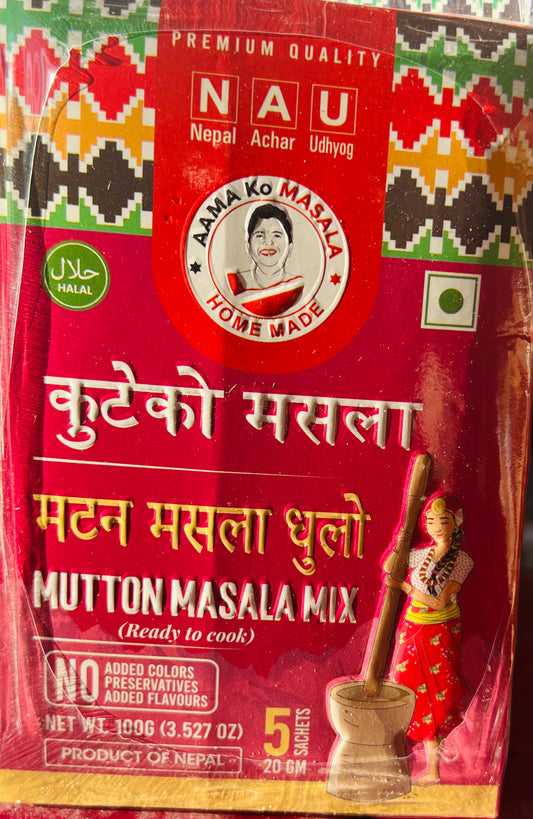 PREMIUM QUALITY
N A U
Nepal Achar Udhyog
AAMA Ko MASALA
HOME MADE
حلال
HALAL
कुटेको मसला
मटन मसला धुलो
MUTTON MASALA MIX
(Ready to cook)
NO ADDED COLORS
PRESERVATIVES
ADDED FLAVOURS
NET WT. 100G (3.527 OZ)
5 SACHETS
20 GM
PRODUCT OF NEPAL